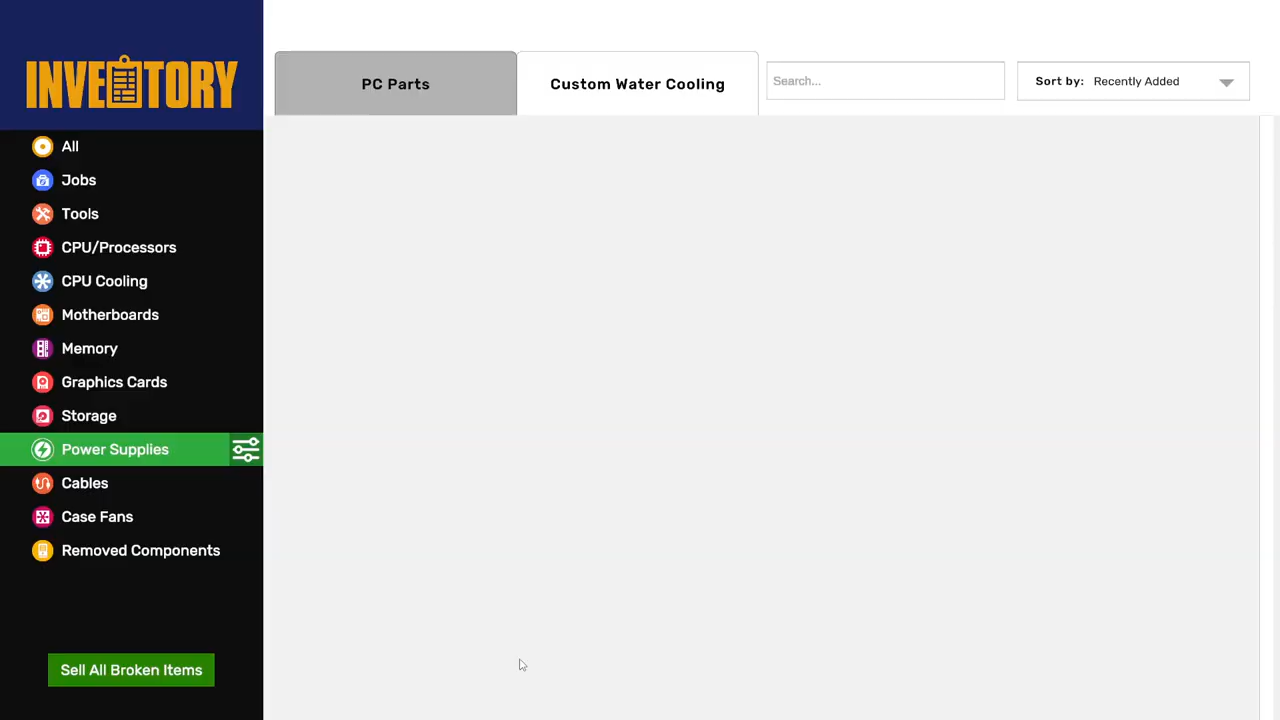 INVENTORY
PC Parts
Custom Water Cooling
Search...
Sort by: Recently Added
All
Jobs
Tools
CPU/Processors
CPU Cooling
Motherboards
Memory
Graphics Cards
Storage
Power Supplies
Cables
Case Fans
Removed Components
Sell All Broken Items